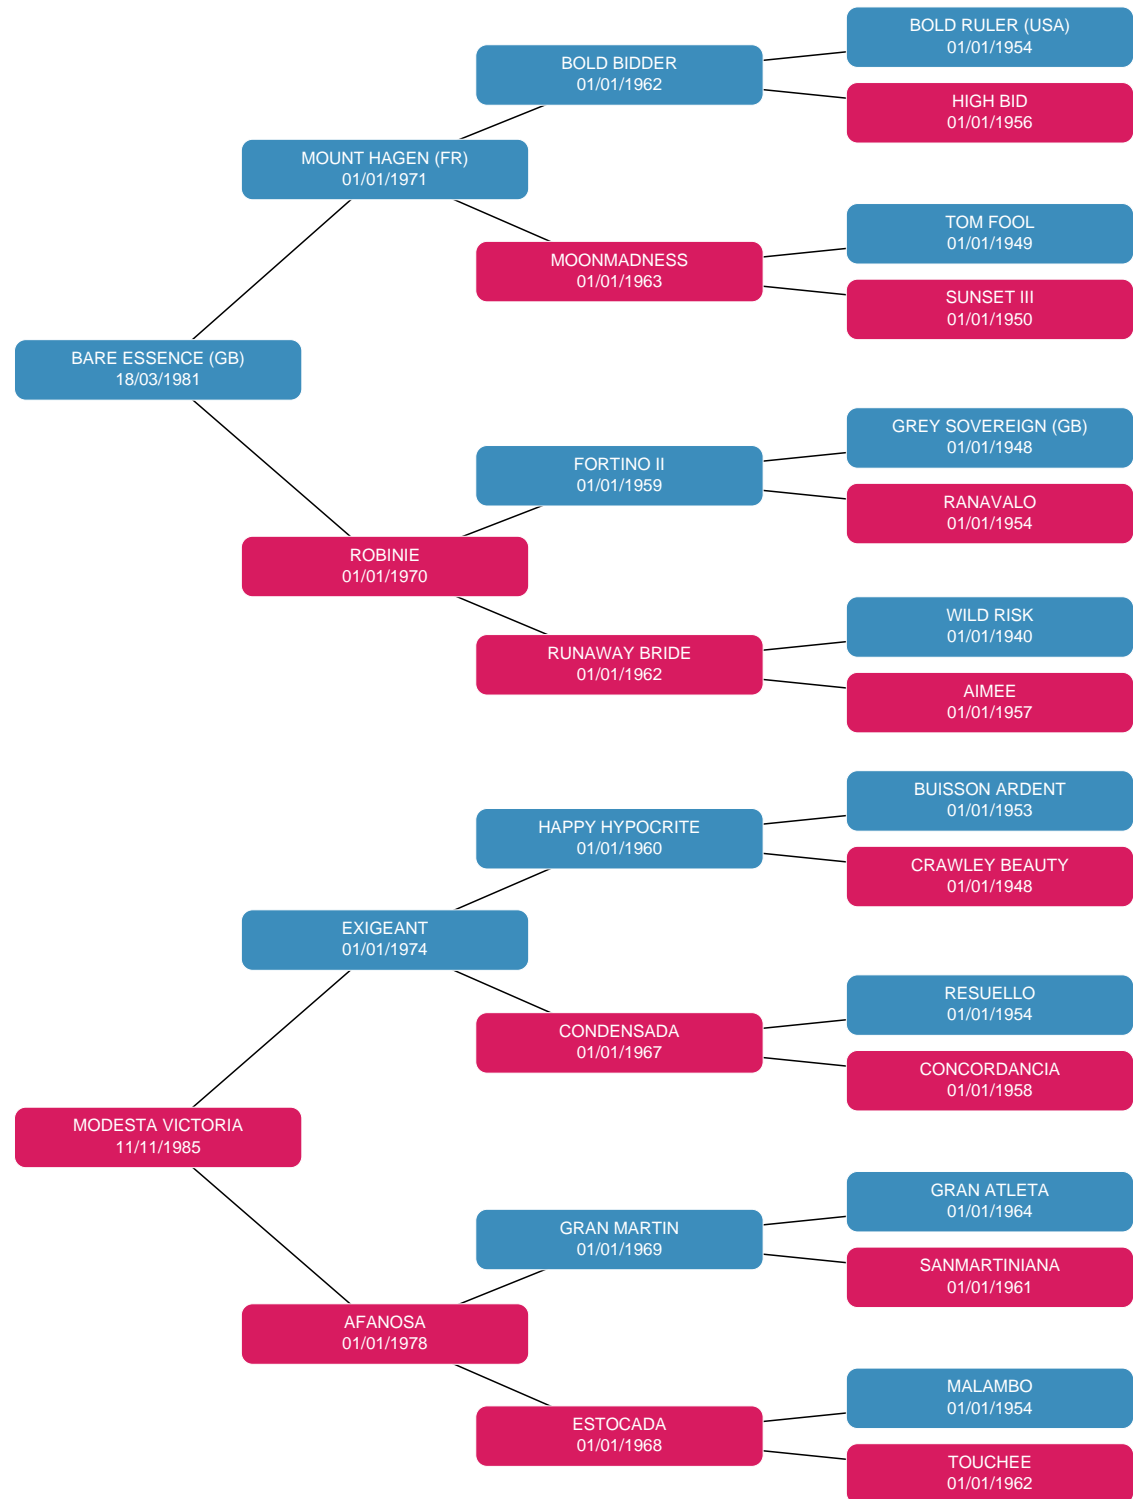 BOLD RULER (USA)
01/01/1954
BOLD BIDDER
01/01/1962
HIGH BID
01/01/1956
MOUNT HAGEN (FR)
01/01/1971
TOM FOOL
01/01/1949
MOONMADNESS
01/01/1963
SUNSET III
01/01/1950
BARE ESSENCE (GB)
18/03/1981
GREY SOVEREIGN (GB)
01/01/1948
FORTINO II
01/01/1959
RANAVALO
01/01/1954
ROBINIE
01/01/1970
WILD RISK
01/01/1940
RUNAWAY BRIDE
01/01/1962
AIMEE
01/01/1957
BUISSON ARDENT
01/01/1953
HAPPY HYPOCRITE
01/01/1960
CRAWLEY BEAUTY
01/01/1948
EXIGEANT
01/01/1974
RESUELLO
01/01/1954
CONDENSADA
01/01/1967
CONCORDANCIA
01/01/1958
MODESTA VICTORIA
11/11/1985
GRAN ATLETA
01/01/1964
GRAN MARTIN
01/01/1969
SANMARTINIANA
01/01/1961
AFANOSA
01/01/1978
MALAMBO
01/01/1954
ESTOCADA
01/01/1968
TOUCHEE
01/01/1962